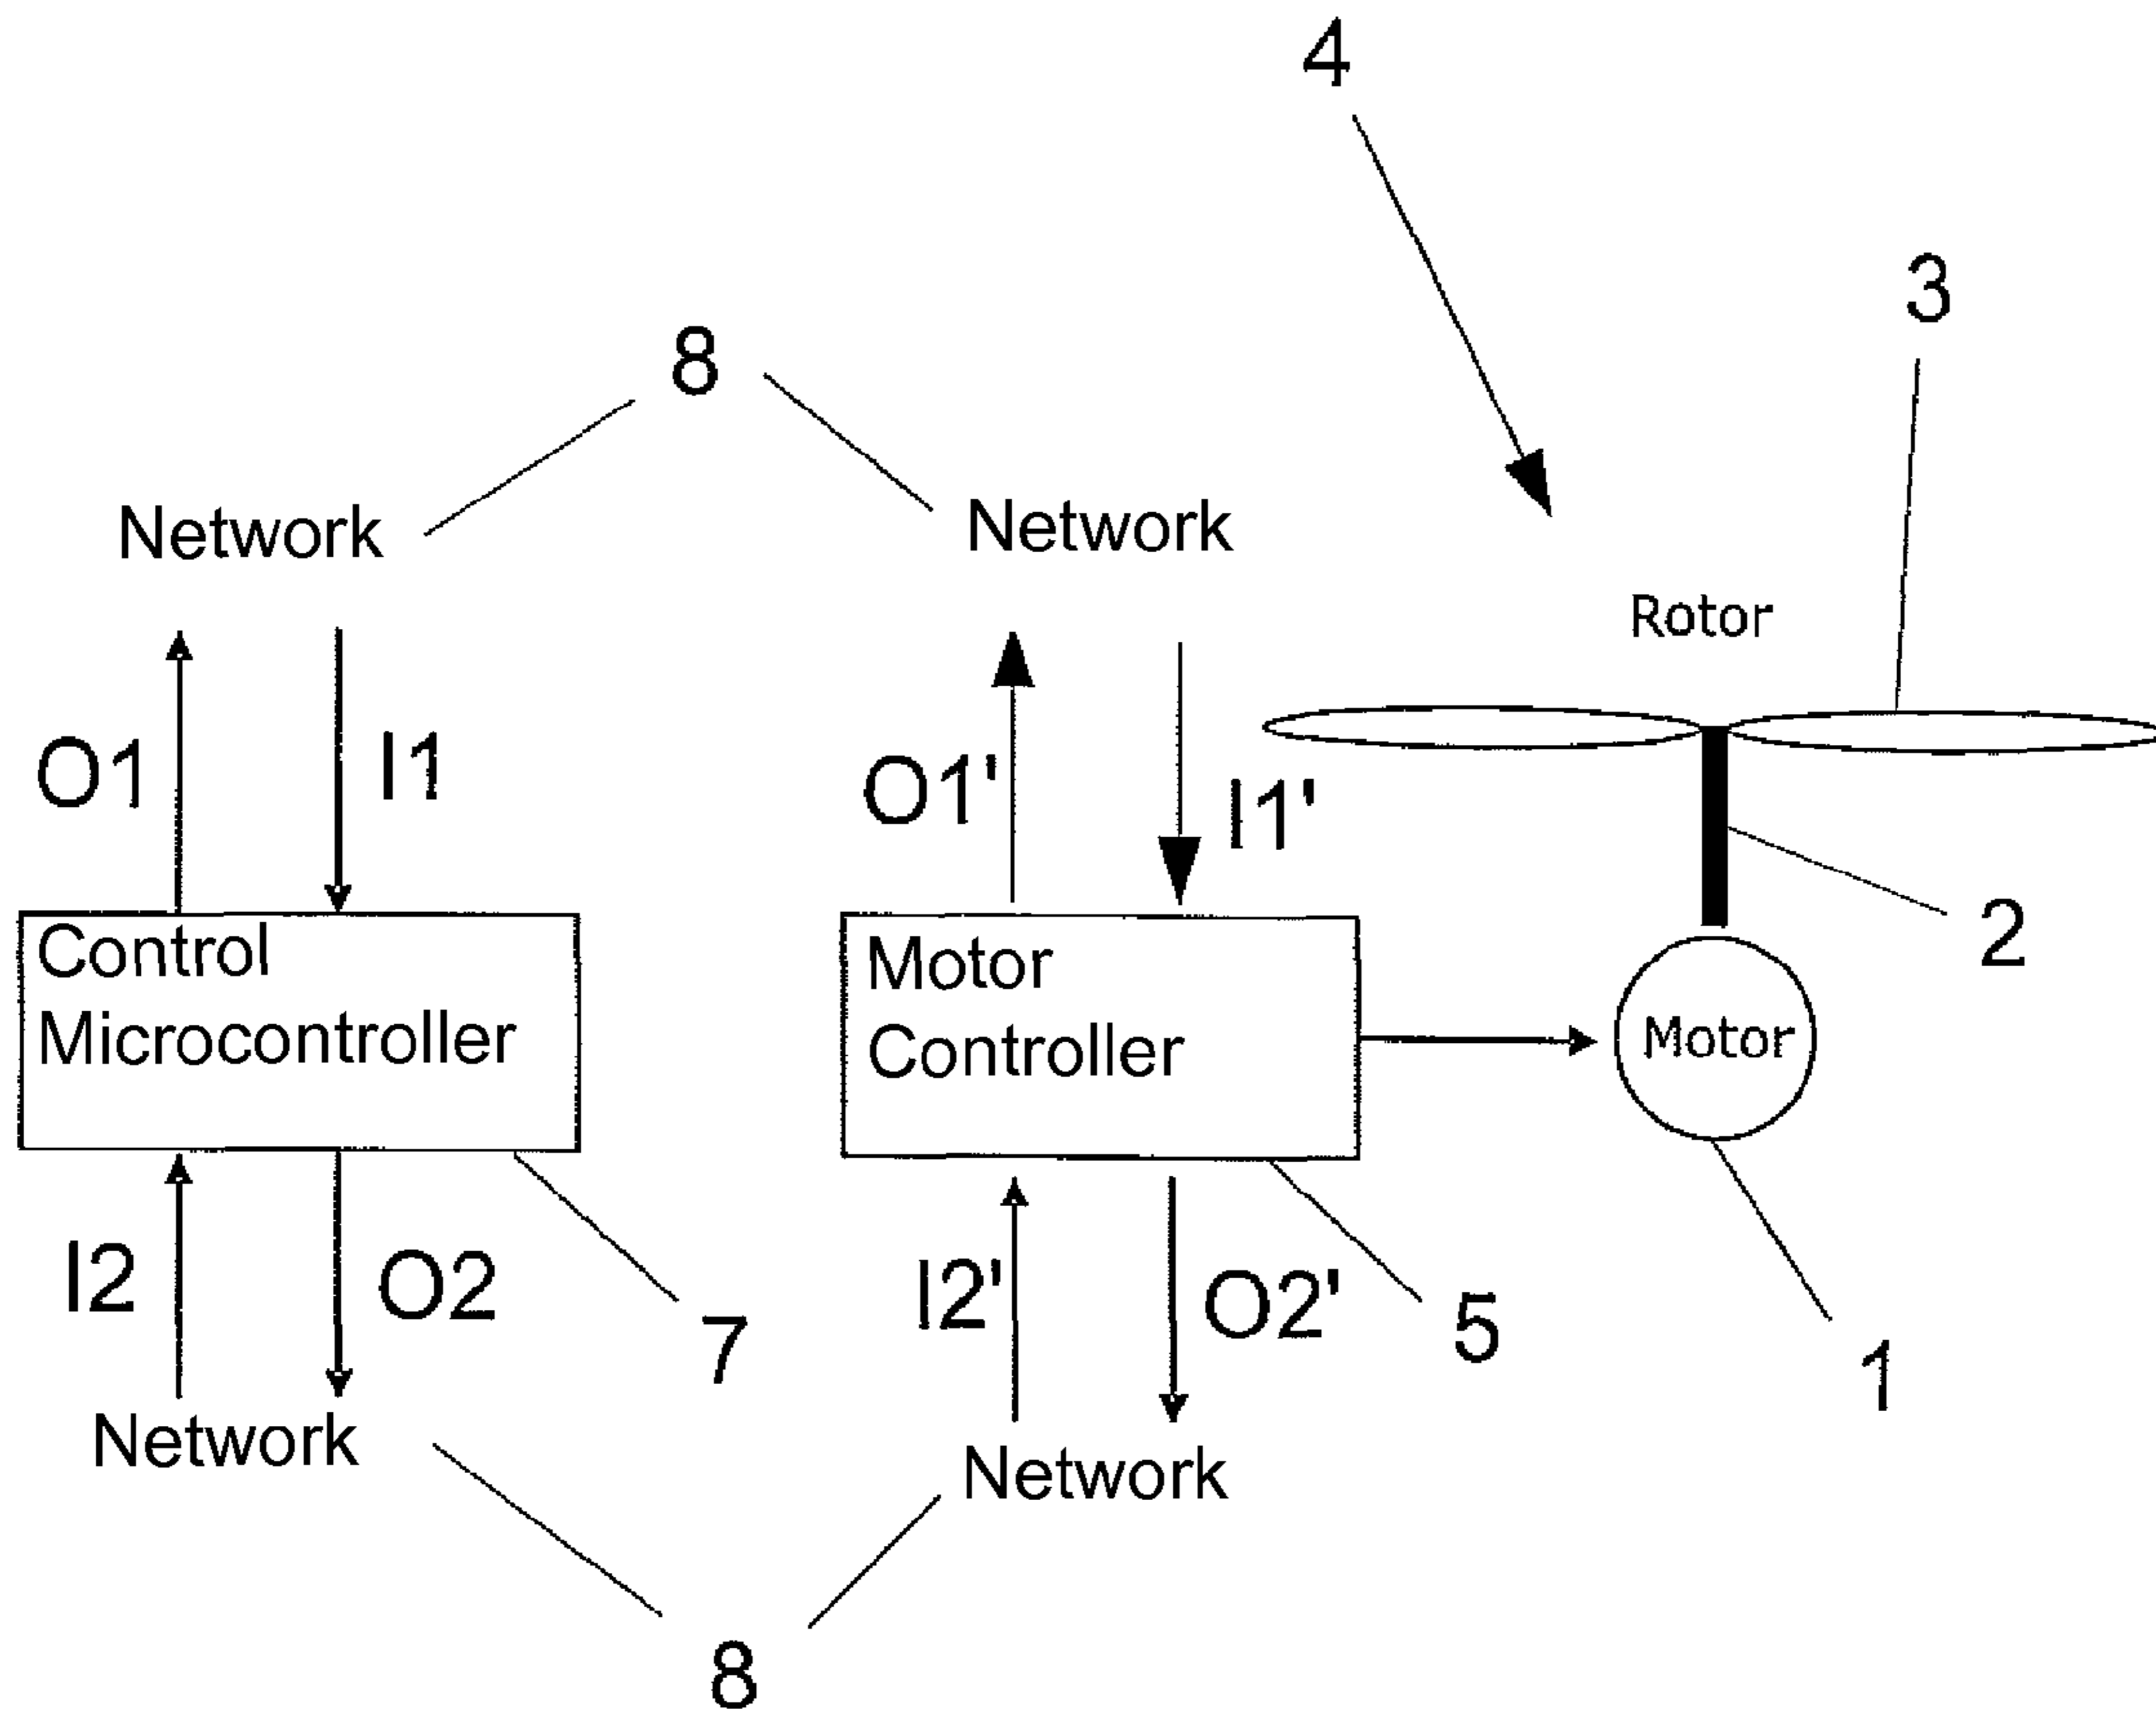 4
3
8
Network
Network
Rotor
O1
I1
O1'
I1'
2
Control
Microcontroller
Motor
Controller
Motor
I2
O2
7
I2'
O2'
5
1
Network
Network
8